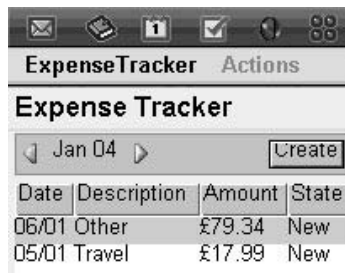 1
ExpenseTracker Actions
Expense Tracker
Jan 04 Create
Date Description Amount State
06/01 Other £79.34 New
05/01 Travel £17.99 New